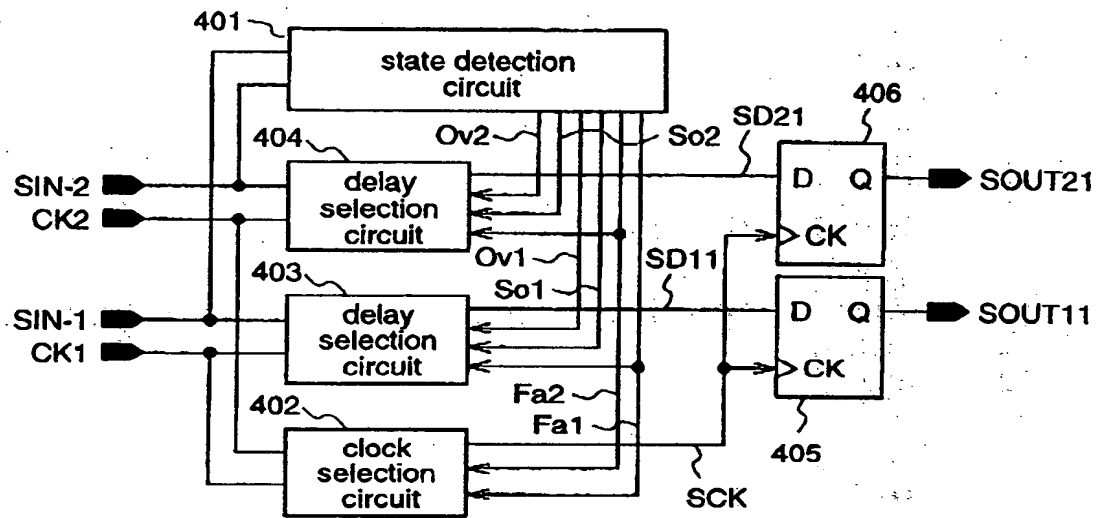 401
state detection
circuit
406
SD21
Ov2
So2
404
SIN-2
delay
selection
circuit
D
Q
SOUT21
CK2
CK
Ov1
SD11
403
So1
SIN-1
delay
selection
circuit
D
Q
SOUT11
CK1
CK
Fa2
402
Fa1
405
clock
selection
circuit
SCK